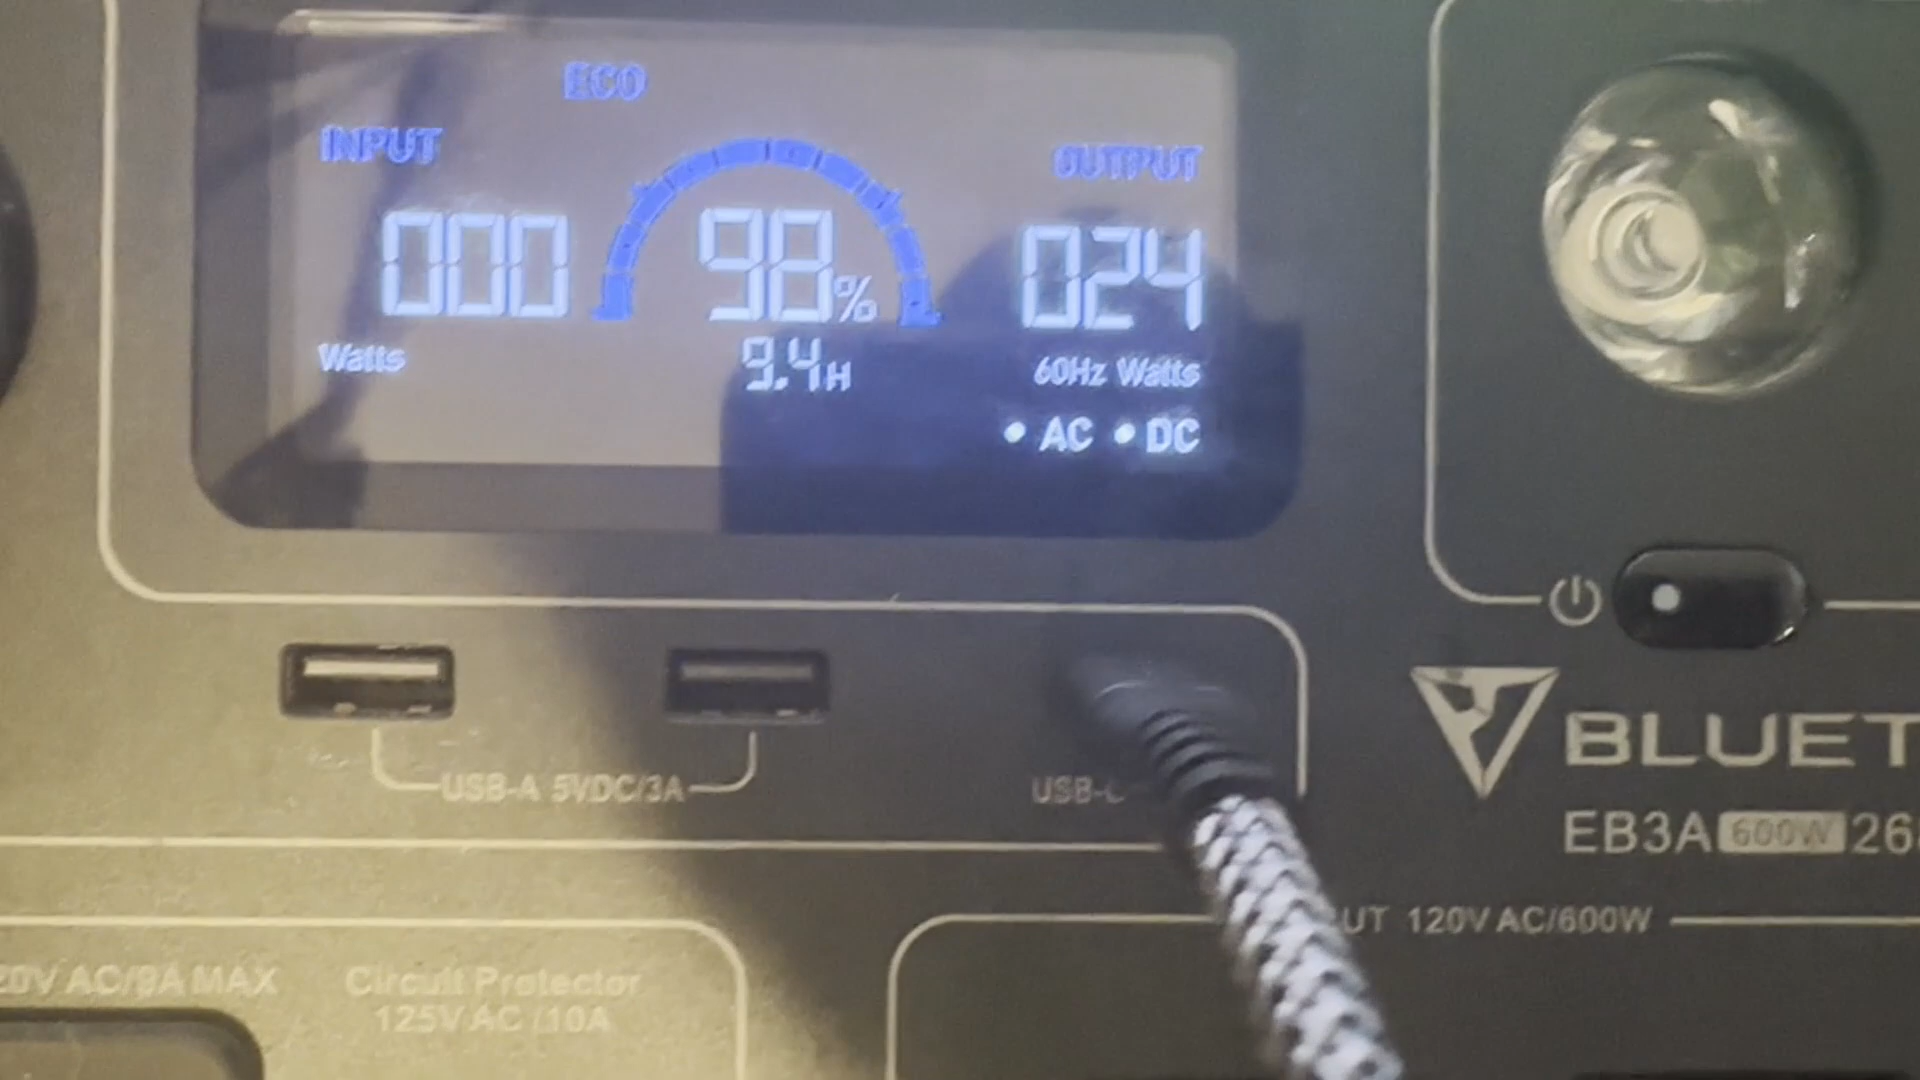 ECO
INPUT
OUTPUT
000
98%
024
Watts
9.4H
60Hz Watts
• AC • DC
USB-A 5VDC/3A
USB-C
BLUET
EB3A 600W 26
UT 120V AC/600W
20V AC/9A MAX
Circuit Protector
125V AC /10A